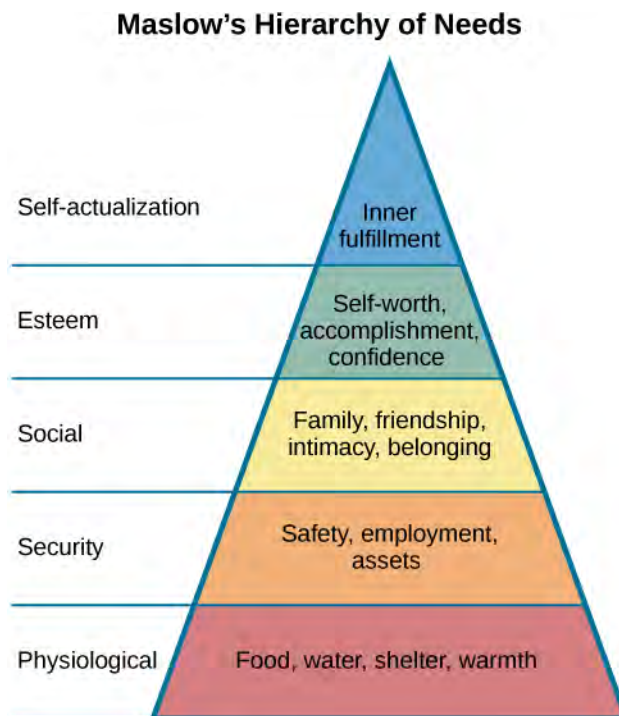 Maslow's Hierarchy of Needs
Self-actualization
Inner
fulfillment
Esteem
Self-worth,
accomplishment,
confidence
Social
Family, friendship,
intimacy, belonging
Security
Safety, employment,
assets
Physiological
Food, water, shelter, warmth